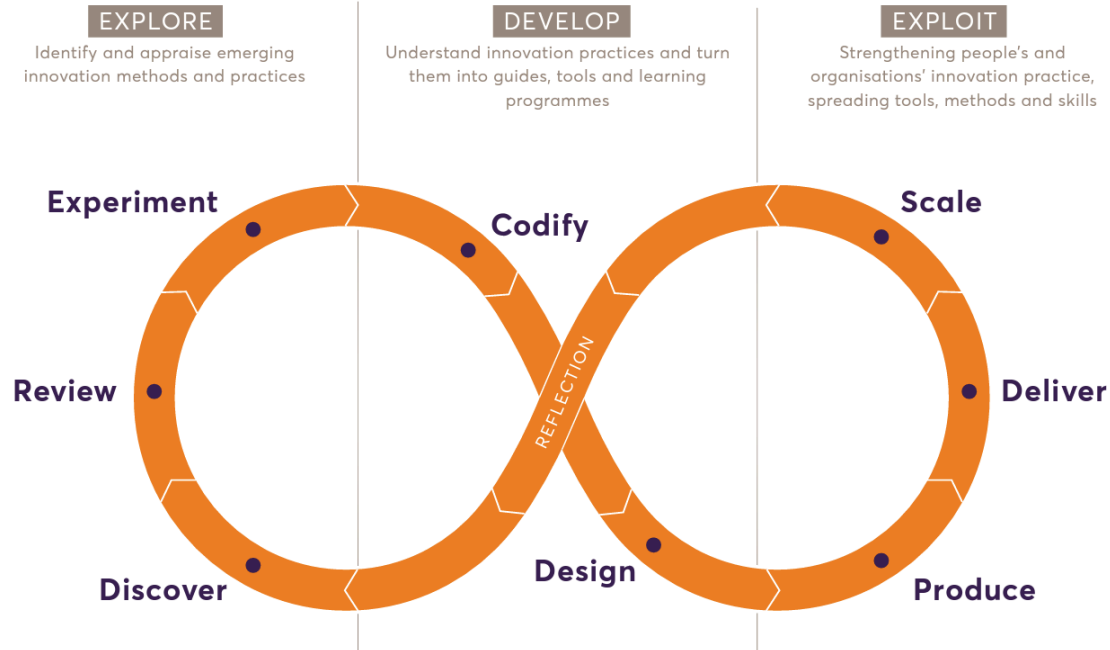 EXPLORE
Identify and appraise emerging
innovation methods and practices
DEVELOP
Understand innovation practices and turn
them into guides, tools and learning
programmes
EXPLOIT
Strengthening people's and
organisations' innovation practice,
spreading tools, methods and skills
Experiment
Codify
Scale
REFLECTION
Review
Deliver
Discover
Design
Produce